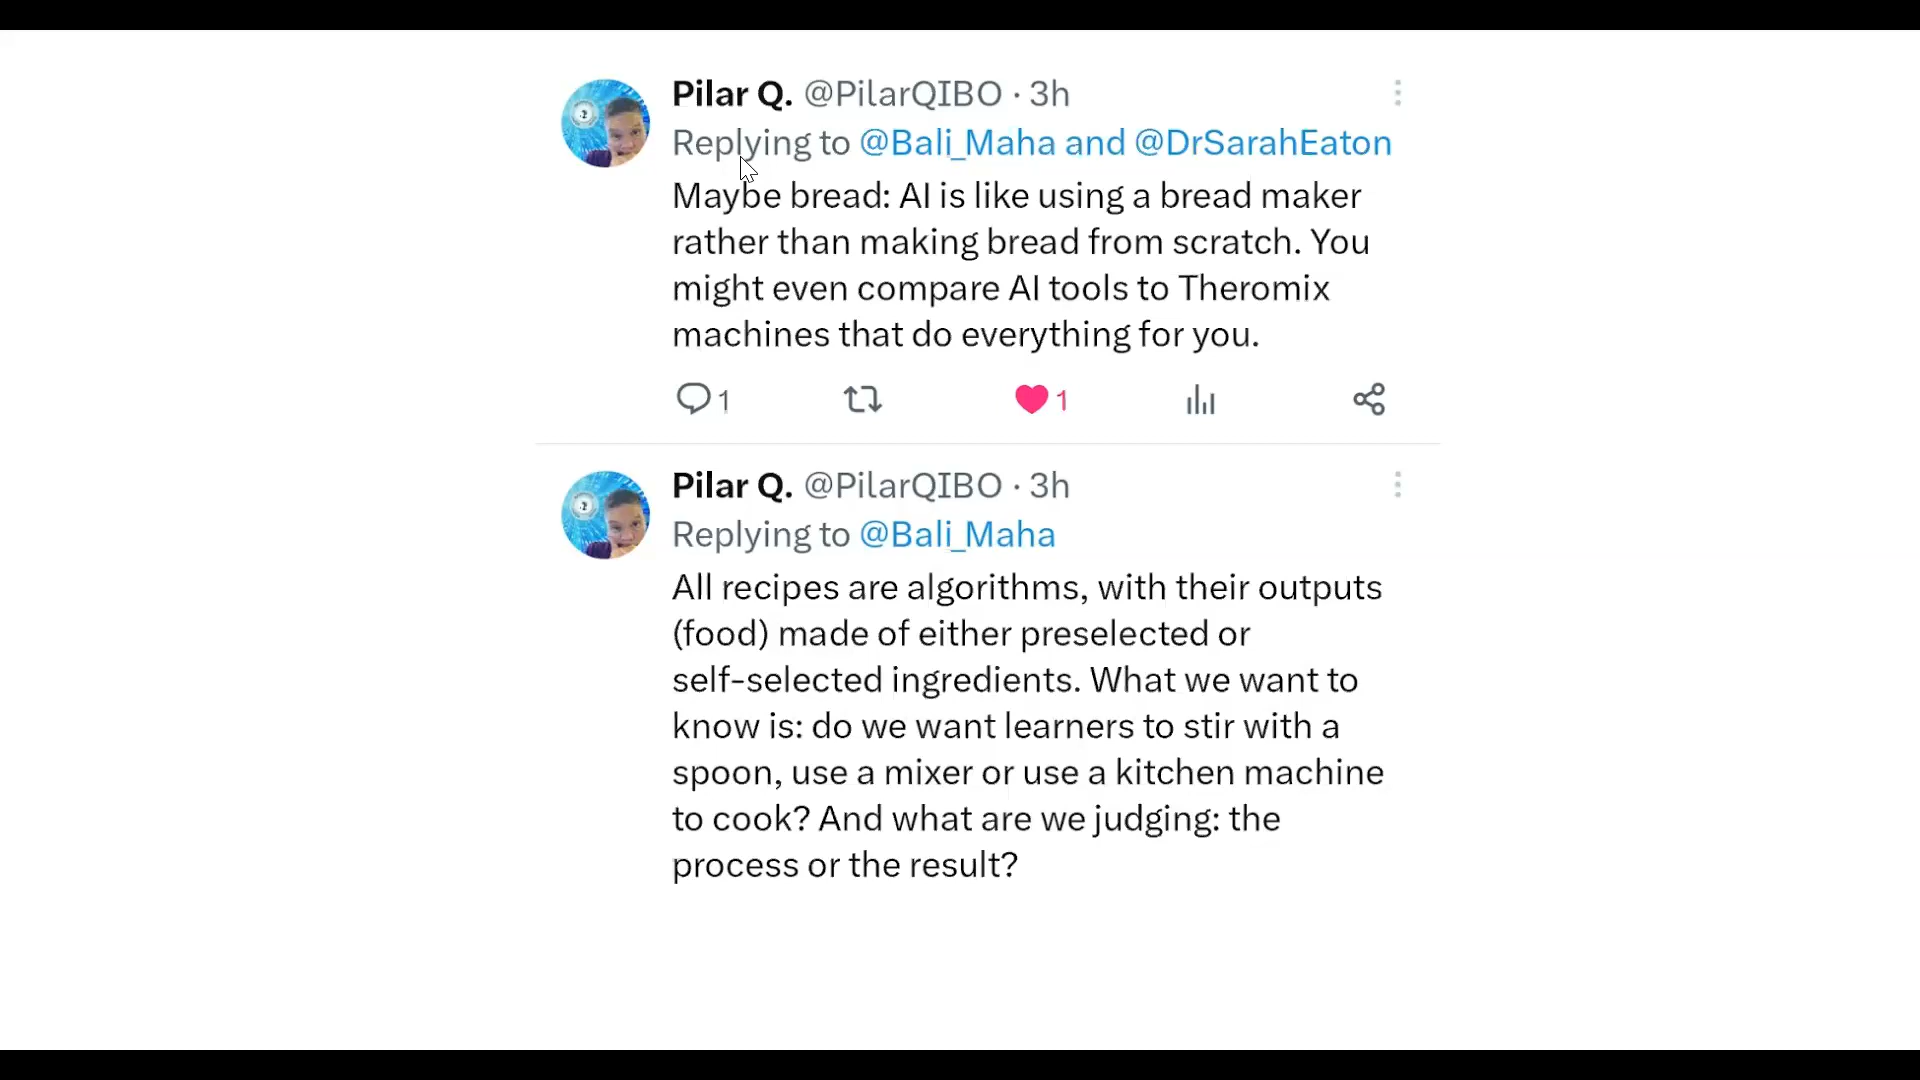 Pilar Q. @PilarQIBO · 3h
Replying to @Bali_Maha and @DrSarahEaton
Maybe bread: AI is like using a bread maker
rather than making bread from scratch. You
might even compare AI tools to Theromix
machines that do everything for you.
1 1
Pilar Q. @PilarQIBO · 3h
Replying to @Bali_Maha
All recipes are algorithms, with their outputs
(food) made of either preselected or
self-selected ingredients. What we want to
know is: do we want learners to stir with a
spoon, use a mixer or use a kitchen machine
to cook? And what are we judging: the
process or the result?